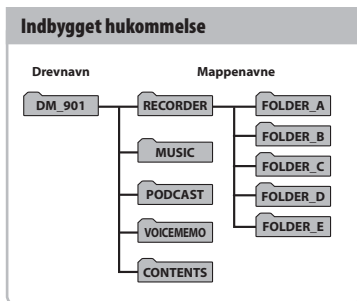 Indbygget hukommelse
Drevnavn Mappenavne
DM_901 RECORDER FOLDER_A
FOLDER_B
MUSIC
FOLDER_C
PODCAST
FOLDER_D
VOICEMEMO
FOLDER_E
CONTENTS